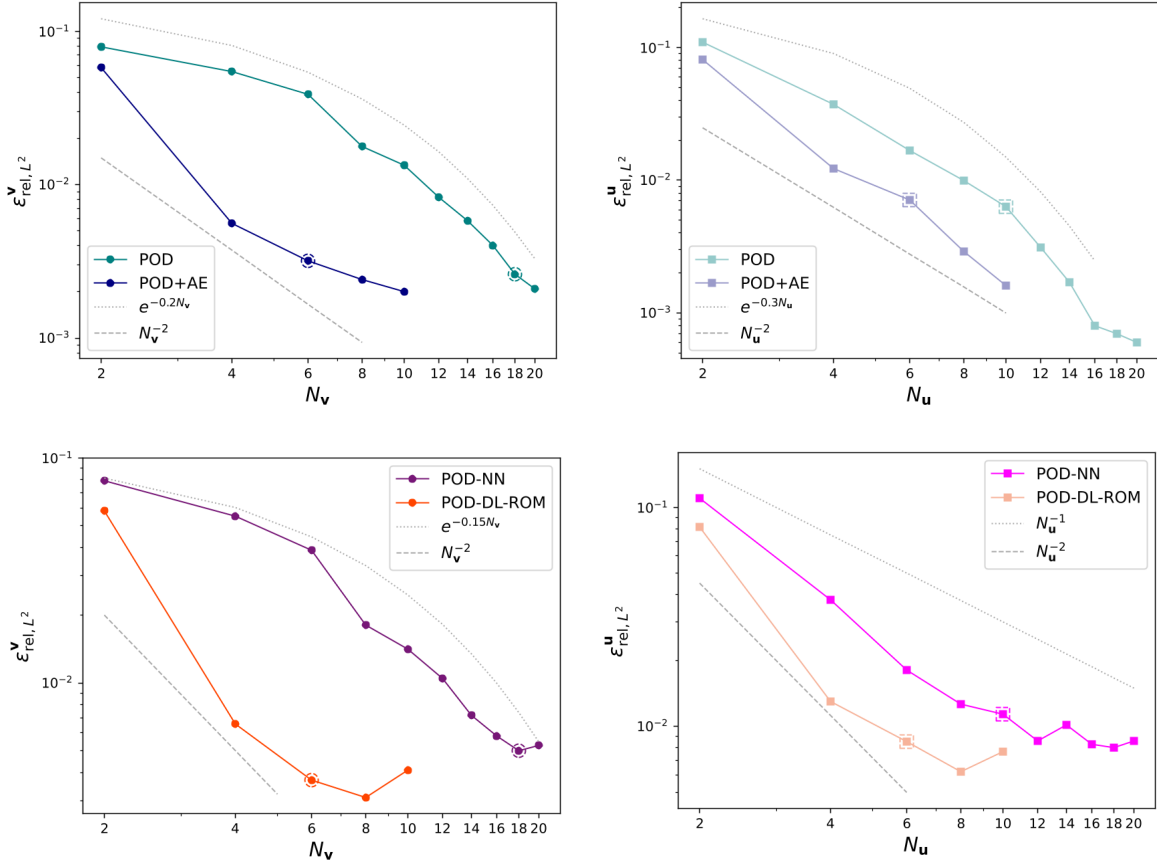 10⁻¹
10⁻²
10⁻³
ε^v_rel, L²
POD
POD+AE
e^−0.2N_v
N_v^−2
2 4 6 8 10 12 14 16 18 20
N_v
10⁻¹
10⁻²
10⁻³
ε^u_rel, L²
POD
POD+AE
e^−0.3N_u
N_u^−2
2 4 6 8 10 12 14 16 18 20
N_u
10⁻¹
10⁻²
ε^v_rel, L²
POD-NN
POD-DL-ROM
e^−0.15N_v
N_v^−2
2 4 6 8 10 12 14 16 18 20
N_v
10⁻¹
10⁻²
ε^u_rel, L²
POD-NN
POD-DL-ROM
N_u^−1
N_u^−2
2 4 6 8 10 12 14 16 18 20
N_u